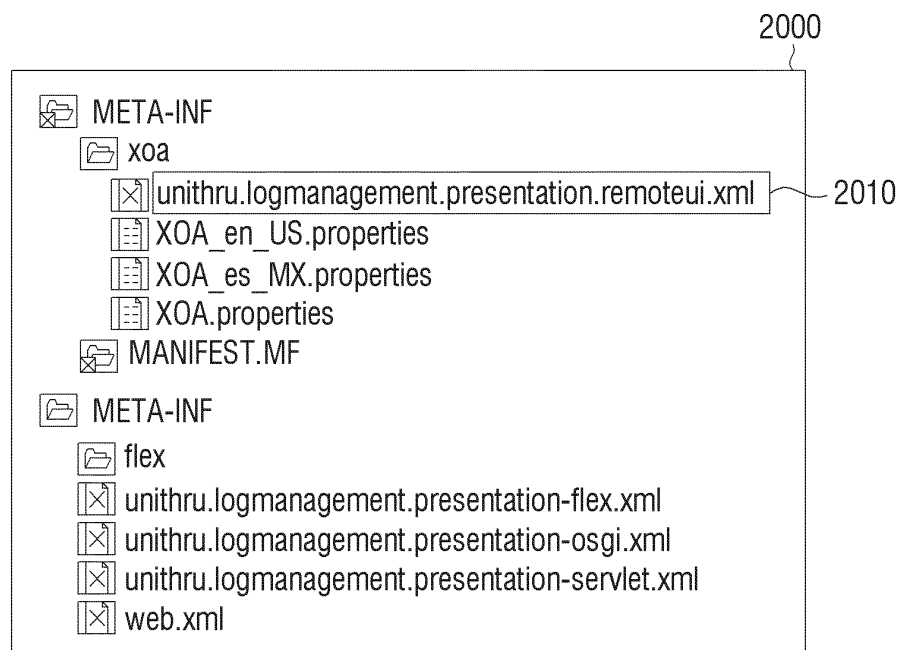 2000
META-INF
xoa
unithru.logmanagement.presentation.remoteui.xml
2010
XOA_en_US.properties
XOA_es_MX.properties
XOA.properties
MANIFEST.MF
META-INF
flex
unithru.logmanagement.presentation-flex.xml
unithru.logmanagement.presentation-osgi.xml
unithru.logmanagement.presentation-servlet.xml
web.xml